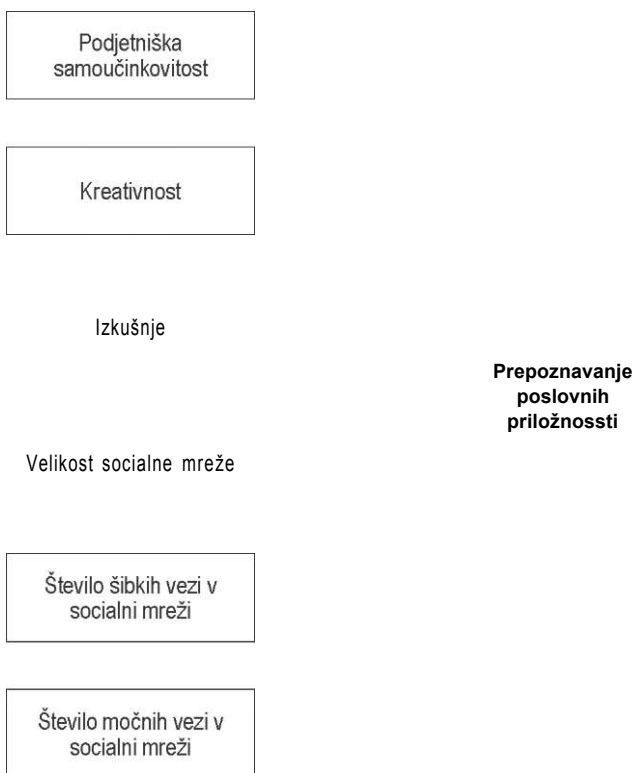 Podjetniška
samoučinkovitost
Kreativnost
Izkušnje
Prepoznavanje
poslovnih
priložnossti
Velikost socialne mreže
Število šibkih vezi v
socialni mreži
Število močnih vezi v
socialni mreži